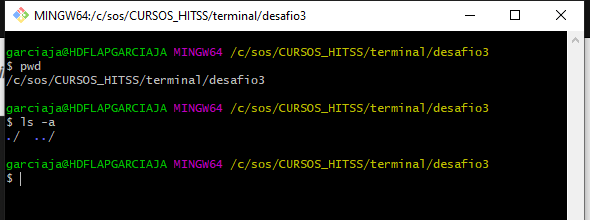 MINGW64:/c/sos/CURSOS_HITSS/terminal/desafio3
garciaja@HDFLAPGARCIAJA MINGW64 /c/sos/CURSOS_HITSS/terminal/desafio3
$ pwd
/c/sos/CURSOS_HITSS/terminal/desafio3
garciaja@HDFLAPGARCIAJA MINGW64 /c/sos/CURSOS_HITSS/terminal/desafio3
$ ls -a
./  ../
garciaja@HDFLAPGARCIAJA MINGW64 /c/sos/CURSOS_HITSS/terminal/desafio3
$